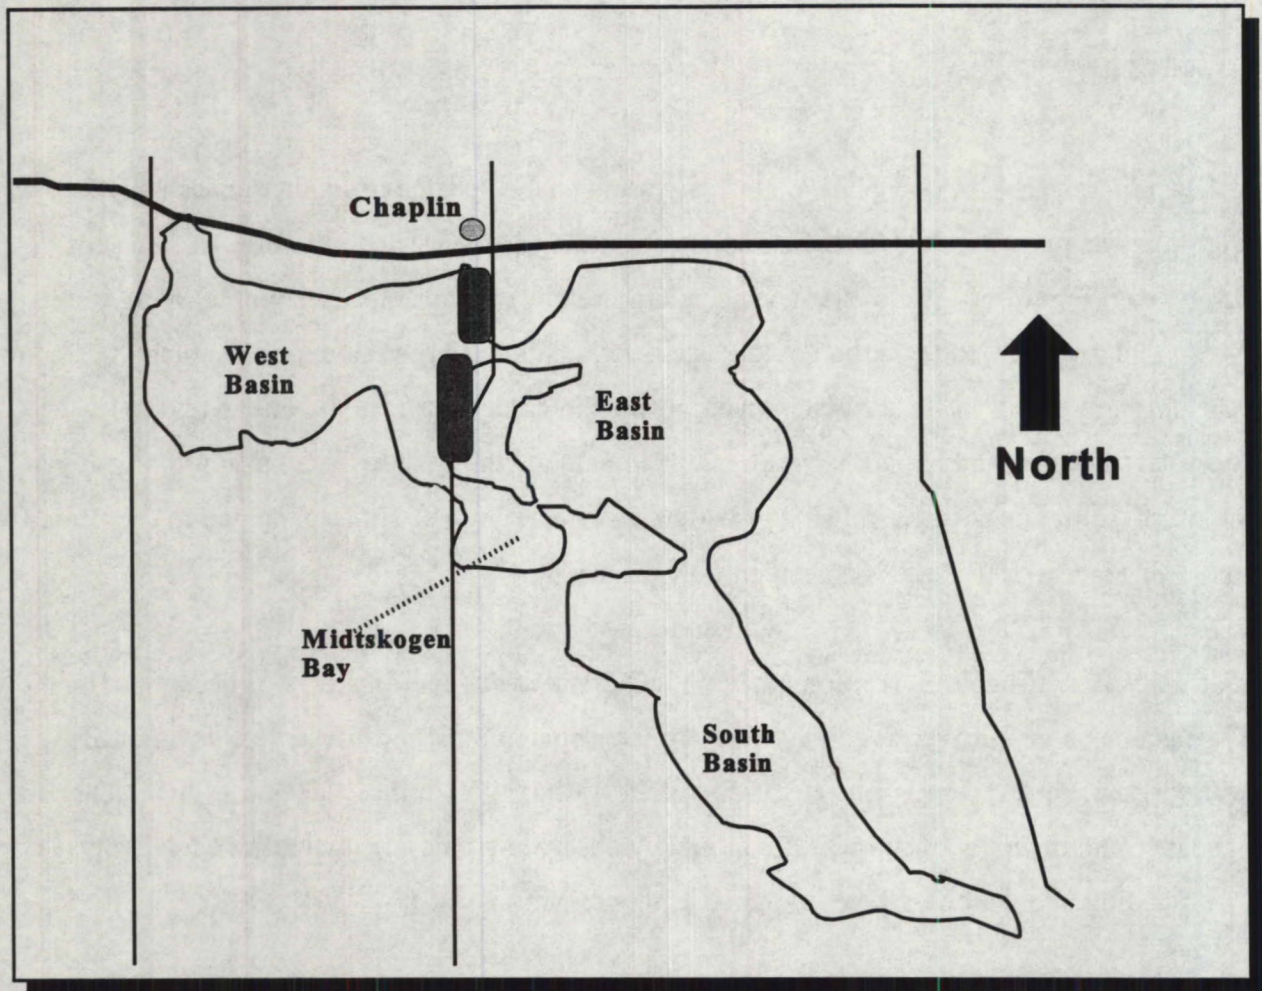 Chaplin
West
Basin
East
Basin
North
Midtskogen
Bay
South
Basin